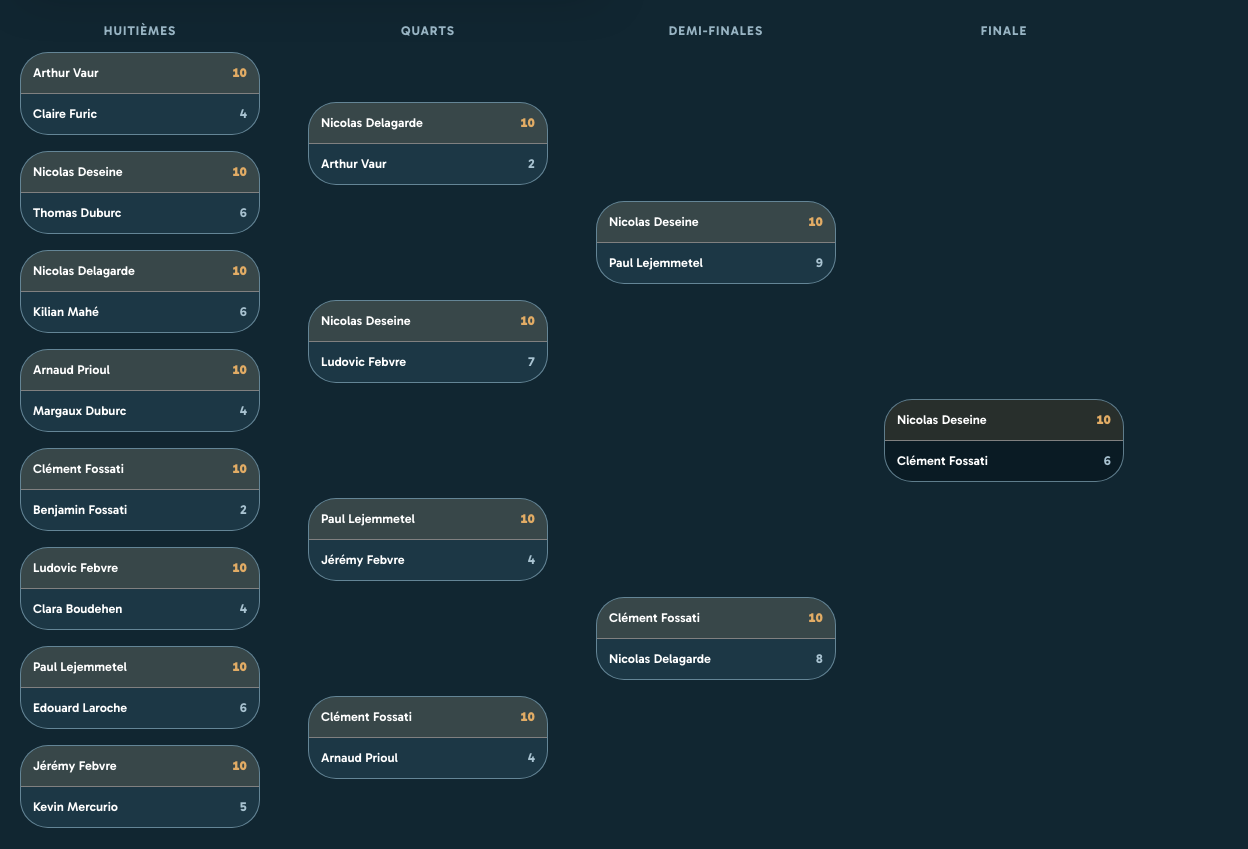 HUITIÈMES
Arthur Vaur 10
Claire Furic 4
Nicolas Deseine 10
Thomas Duburc 6
Nicolas Delagarde 10
Kilian Mahé 6
Arnaud Prioul 10
Margaux Duburc 4
Clément Fossati 10
Benjamin Fossati 2
Ludovic Febvre 10
Clara Boudehen 4
Paul Lejemmetel 10
Edouard Laroche 6
Jérémy Febvre 10
Kevin Mercurio 5
QUARTS
Nicolas Delagarde 10
Arthur Vaur 2
Nicolas Deseine 10
Ludovic Febvre 7
Paul Lejemmetel 10
Jérémy Febvre 4
Clément Fossati 10
Arnaud Prioul 4
DEMI-FINALES
Nicolas Deseine 10
Paul Lejemmetel 9
Clément Fossati 10
Nicolas Delagarde 8
FINALE
Nicolas Deseine 10
Clément Fossati 6